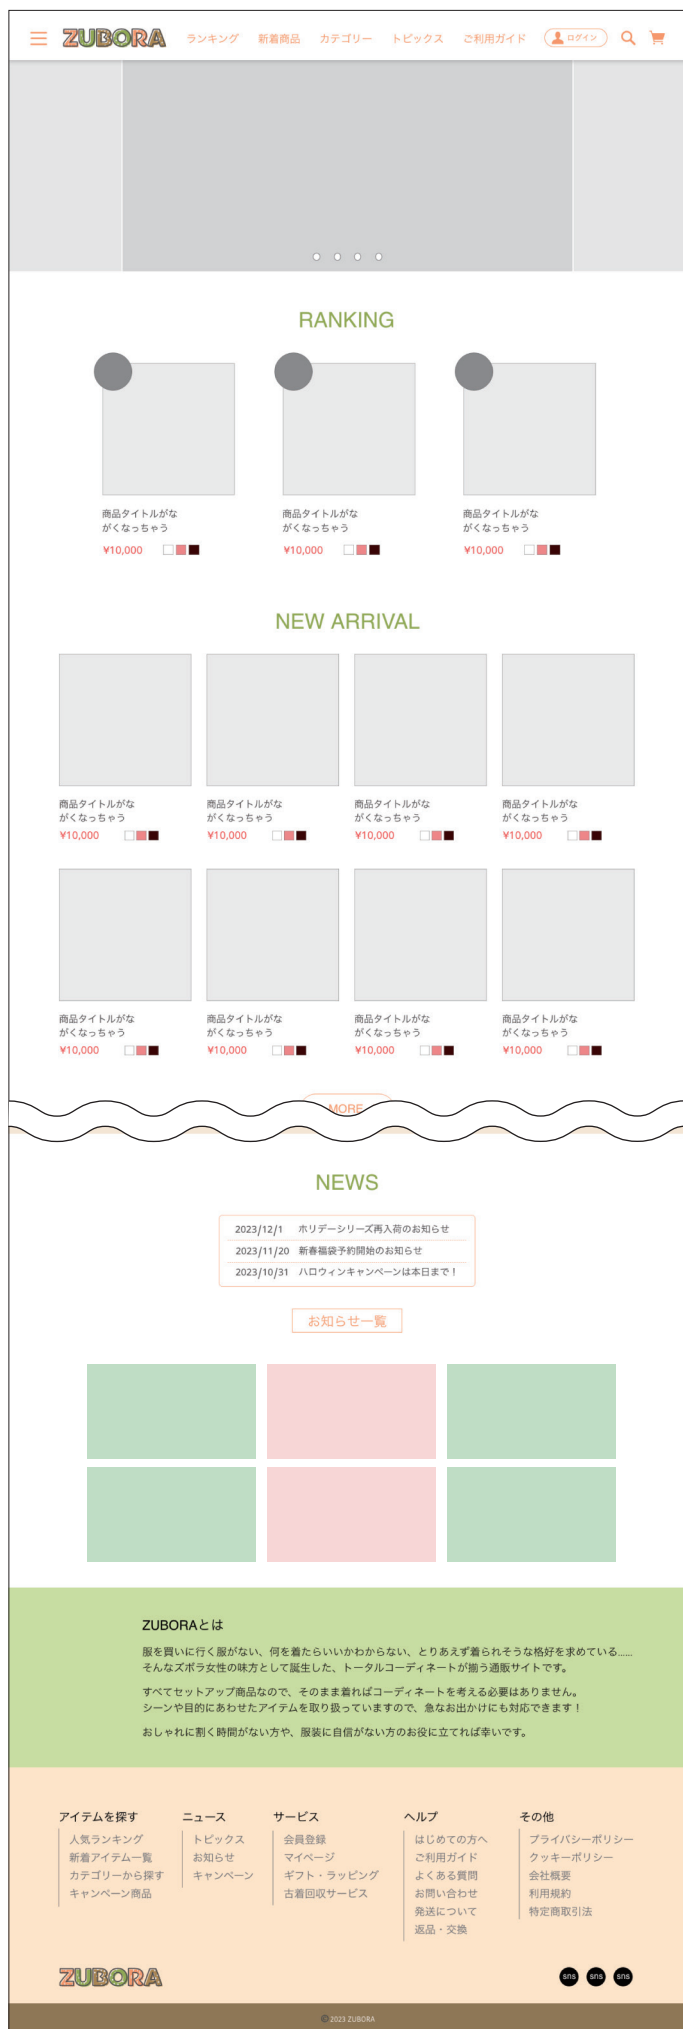 ZUBORA ランキング 新着商品 カテゴリー トピックス ご利用ガイド ログイン
RANKING
商品タイトルがな
がくなっちゃう
¥10,000
商品タイトルがな
がくなっちゃう
¥10,000
商品タイトルがな
がくなっちゃう
¥10,000
NEW ARRIVAL
商品タイトルがな
がくなっちゃう
¥10,000
商品タイトルがな
がくなっちゃう
¥10,000
商品タイトルがな
がくなっちゃう
¥10,000
商品タイトルがな
がくなっちゃう
¥10,000
商品タイトルがな
がくなっちゃう
¥10,000
商品タイトルがな
がくなっちゃう
¥10,000
商品タイトルがな
がくなっちゃう
¥10,000
商品タイトルがな
がくなっちゃう
¥10,000
MORE
NEWS
2023/12/1 ホリデーシリーズ再入荷のお知らせ
2023/11/20 新春福袋予約開始のお知らせ
2023/10/31 ハロウィンキャンペーンは本日まで！
お知らせ一覧
ZUBORAとは
服を買いに行く服がない、何を着たらいいかわからない、とりあえず着られそうな格好を求めている……
そんなズボラ女性の味方として誕生した、トータルコーディネートが揃う通販サイトです。
すべてセットアップ商品なので、そのまま着ればコーディネートを考える必要はありません。
シーンや目的にあわせたアイテムを取り扱っていますので、急なお出かけにも対応できます！
おしゃれに割く時間がない方や、服装に自信がない方のお役に立てれば幸いです。
アイテムを探す
人気ランキング
新着アイテム一覧
カテゴリーから探す
キャンペーン商品
ニュース
トピックス
お知らせ
キャンペーン
サービス
会員登録
マイページ
ギフト・ラッピング
古着回収サービス
ヘルプ
はじめての方へ
ご利用ガイド
よくある質問
お問い合わせ
発送について
返品・交換
その他
プライバシーポリシー
クッキーポリシー
会社概要
利用規約
特定商取引法
ZUBORA
sns sns sns
© 2023 ZUBORA